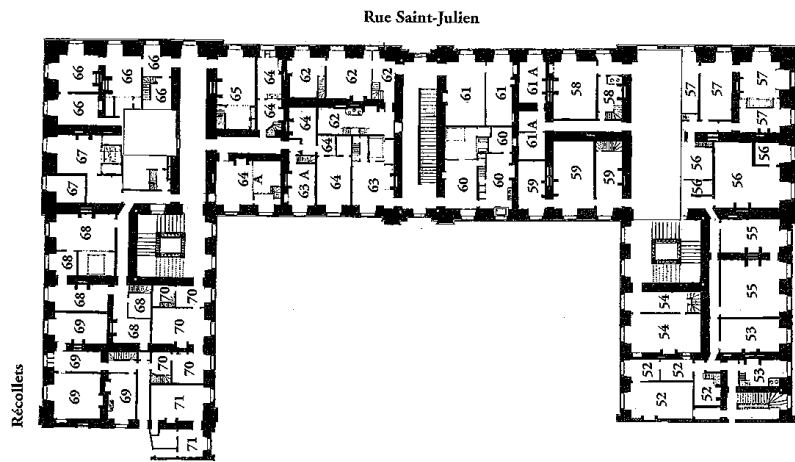 Rue Saint-Julien
66 66 66 65 64 62 62 62 61 61 61 A 58 58 57 57 57
66 66 64 64 62 61 A 57
67 64 60 56 56
67 64 A 63 A 64 63 60 60 59 59 59 56 56
68 55
68
68 68 70 70 54 55
69 68 70 54 53
69 70 70 52 52 53
69 69 71 52 52
71
Récollets